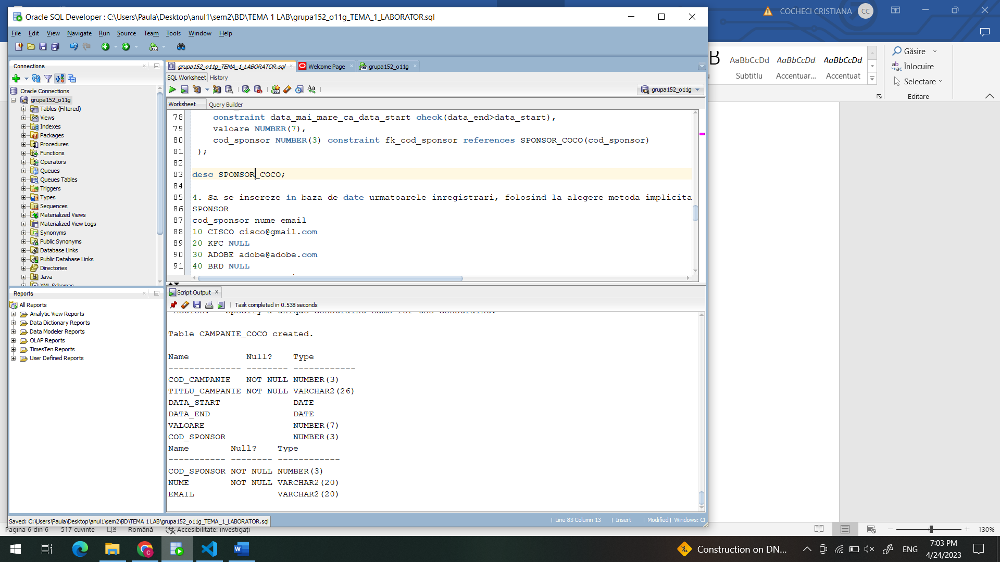 Oracle SQL Developer : C:\Users\Paula\Desktop\anul1\sem2\BD\TEMA 1 LAB\grupa152_o11g_TEMA_1_LABORATOR.sql
COCHECI CRISTIANA CC
File Edit View Navigate Run Source Team Tools Window Help
Găsire
Înlocuire
Selectare
Editare
AaBbCcDd AaBbCcDd AaBbCcDd
Subtitlu Accentuar... Accentuat
Connections
grupa152_o11g_TEMA_1_LABORATOR.sql Welcome Page grupa152_o11g
SQL Worksheet History
grupa152_o11g
Worksheet Query Builder
Oracle Connections
grupa152_o11g
Tables (Filtered)
Views
Indexes
Packages
Procedures
Functions
Operators
Queues
Queues Tables
Triggers
Types
Sequences
Materialized Views
Materialized View Logs
Synonyms
Public Synonyms
Database Links
Public Database Links
Directories
Java
XML Schemas
78 constraint data_mai_mare_ca_data_start check(data_end>data_start),
79 valoare NUMBER(7),
80 cod_sponsor NUMBER(3) constraint fk_cod_sponsor references SPONSOR_COCO(cod_sponsor)
81 );
82
83 desc SPONSOR_COCO;
84
85 4. Sa se insereze in baza de date urmatoarele inregistrari, folosind la alegere metoda implicita
86 SPONSOR
87 cod_sponsor nume email
88 10 CISCO cisco@gmail.com
89 20 KFC NULL
90 30 ADOBE adobe@adobe.com
91 40 BRD NULL
Reports
All Reports
Analytic View Reports
Data Dictionary Reports
Data Modeler Reports
OLAP Reports
TimesTen Reports
User Defined Reports
Script Output
Task completed in 0.538 seconds
*Action: Specify a unique constraint name for the constraint.
Table CAMPANIE_COCO created.
Name Null? Type
-------------- -------- ------------
COD_CAMPANIE NOT NULL NUMBER(3)
TITLU_CAMPANIE NOT NULL VARCHAR2(26)
DATA_START DATE
DATA_END DATE
VALOARE NUMBER(7)
COD_SPONSOR NUMBER(3)
Name Null? Type
----------- -------- ------------
COD_SPONSOR NOT NULL NUMBER(3)
NUME NOT NULL VARCHAR2(20)
EMAIL VARCHAR2(20)
Saved: C:\Users\Paula\Desktop\anul1\sem2\BD\TEMA 1 LAB\grupa152_o11g_TEMA_1_LABORATOR.sql
Line 83 Column 13 | Insert | Modified | Windows: CF
Pagina 6 din 6 517 cuvinte Română Accesibilitate: investigați
130%
Construction on DN...
ENG
7:03 PM
4/24/2023